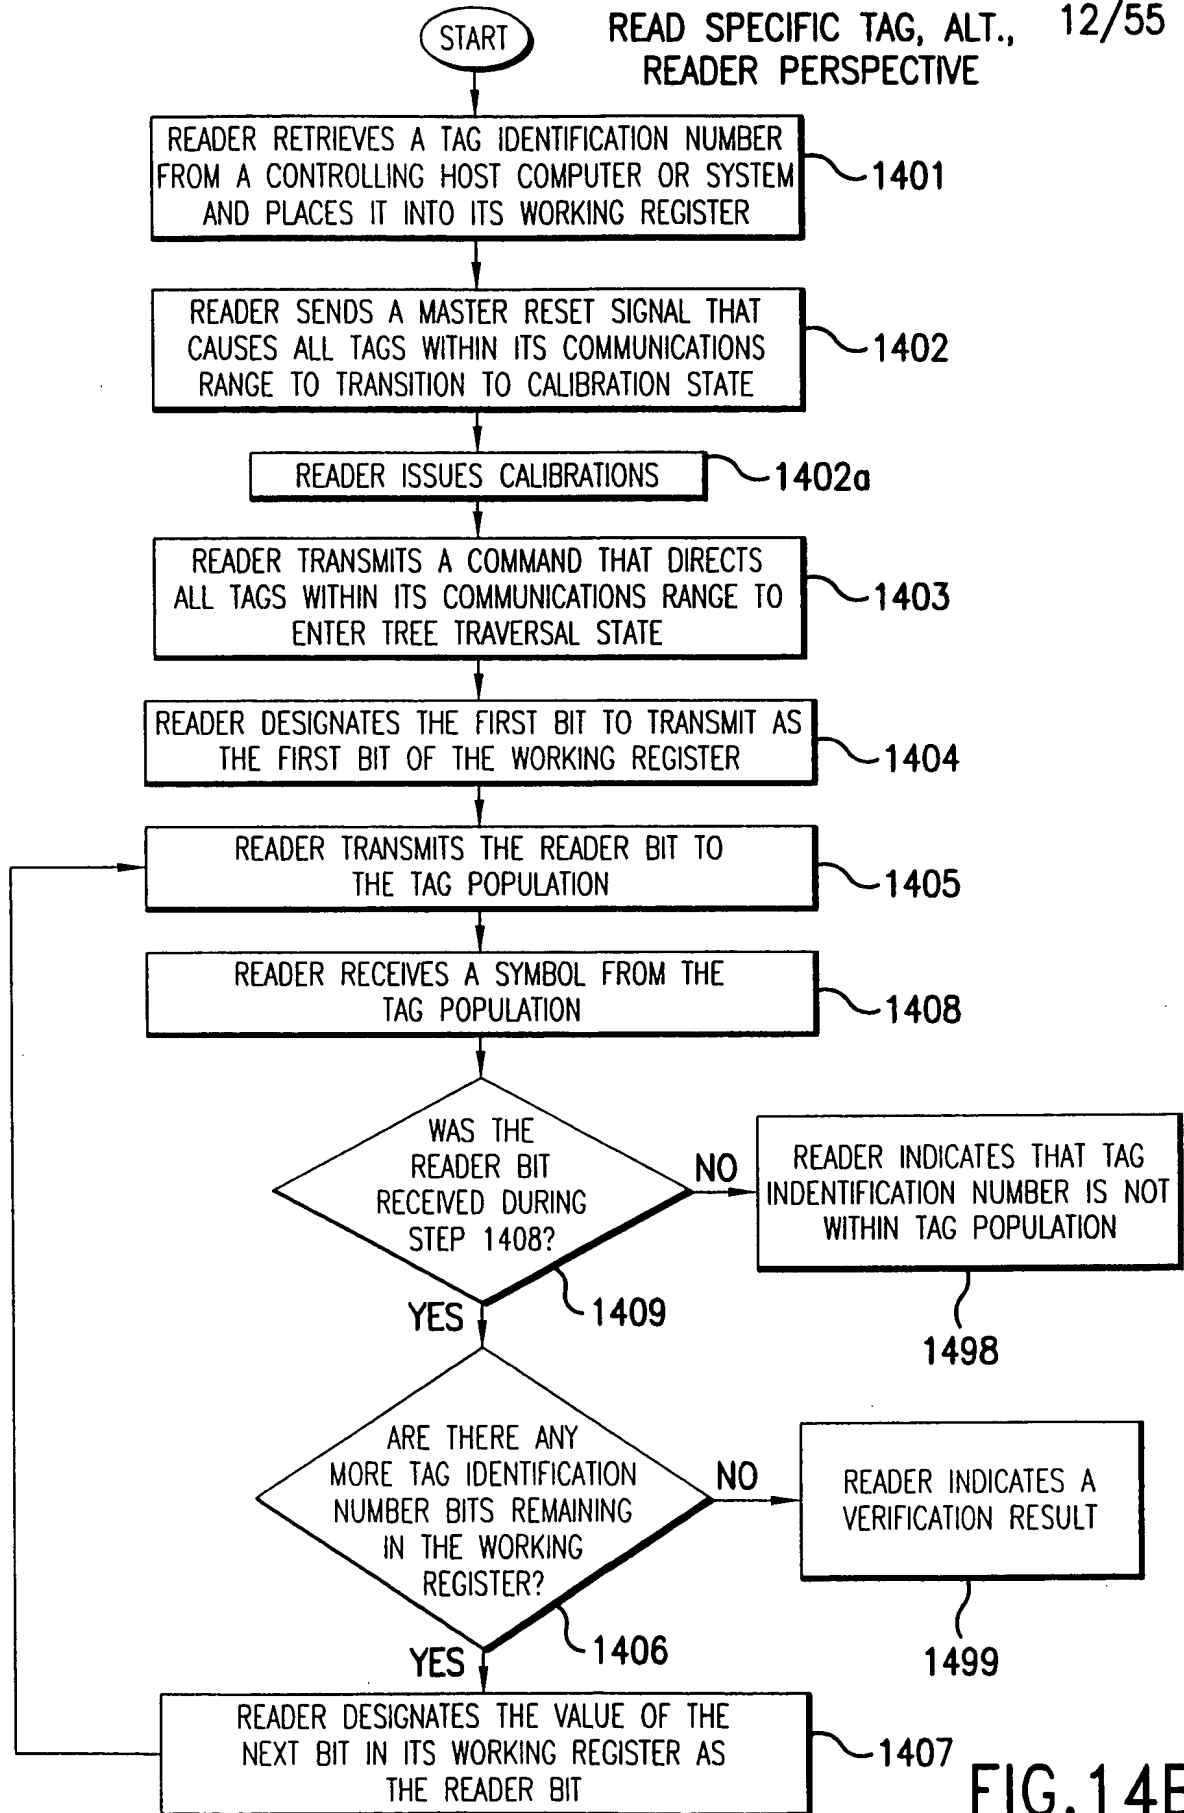 START
READ SPECIFIC TAG, ALT.,
READER PERSPECTIVE
12/55
READER RETRIEVES A TAG IDENTIFICATION NUMBER
FROM A CONTROLLING HOST COMPUTER OR SYSTEM
AND PLACES IT INTO ITS WORKING REGISTER
1401
READER SENDS A MASTER RESET SIGNAL THAT
CAUSES ALL TAGS WITHIN ITS COMMUNICATIONS
RANGE TO TRANSITION TO CALIBRATION STATE
1402
READER ISSUES CALIBRATIONS
1402a
READER TRANSMITS A COMMAND THAT DIRECTS
ALL TAGS WITHIN ITS COMMUNICATIONS RANGE TO
ENTER TREE TRAVERSAL STATE
1403
READER DESIGNATES THE FIRST BIT TO TRANSMIT AS
THE FIRST BIT OF THE WORKING REGISTER
1404
READER TRANSMITS THE READER BIT TO
THE TAG POPULATION
1405
READER RECEIVES A SYMBOL FROM THE
TAG POPULATION
1408
WAS THE
READER BIT
RECEIVED DURING
STEP 1408?
1409
NO
READER INDICATES THAT TAG
INDENTIFICATION NUMBER IS NOT
WITHIN TAG POPULATION
1498
YES
ARE THERE ANY
MORE TAG IDENTIFICATION
NUMBER BITS REMAINING
IN THE WORKING
REGISTER?
1406
NO
READER INDICATES A
VERIFICATION RESULT
1499
YES
READER DESIGNATES THE VALUE OF THE
NEXT BIT IN ITS WORKING REGISTER AS
THE READER BIT
1407
FIG.14B